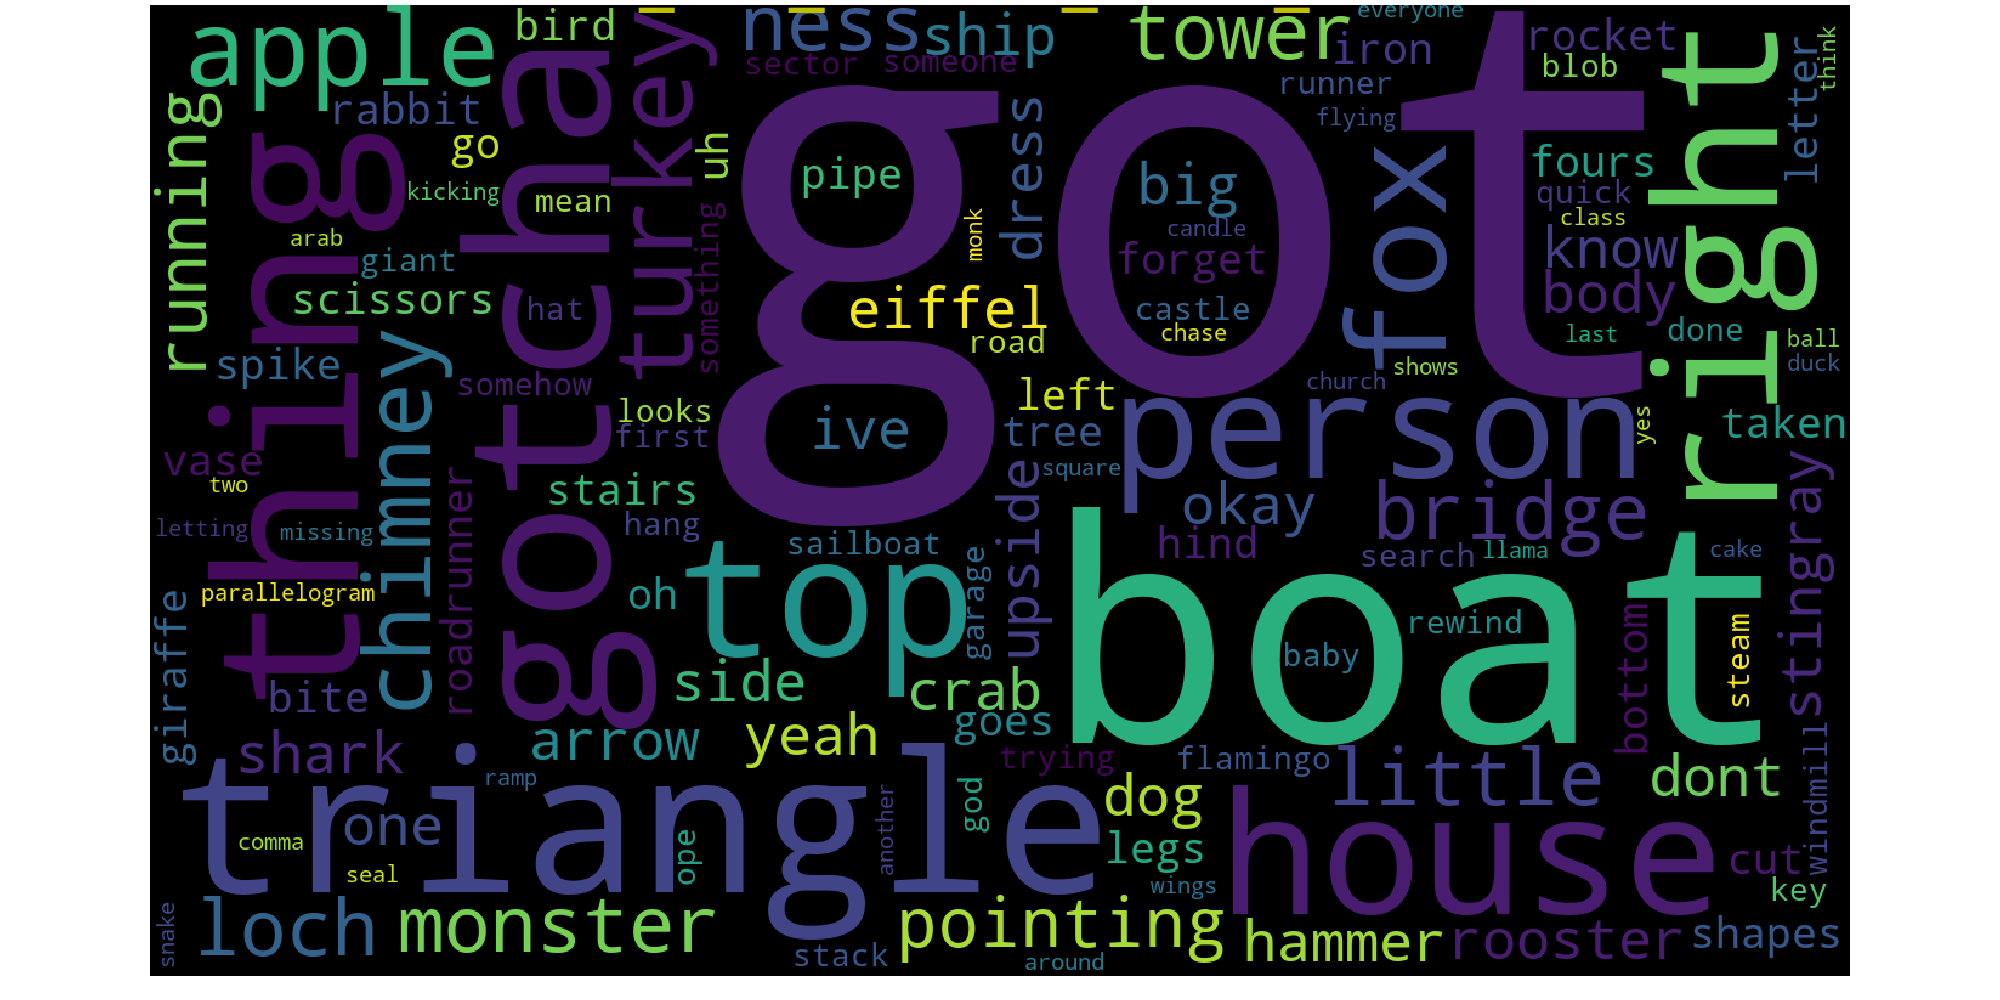 apple
bird
ness
ship
tower
everyone
iron
rocket
blob
think
letter
sector
someone
runner
flying
rabbit
running
go
kicking
mean
turkey
uh
something
gotcha
thing
got
pipe
monk
dress
big
candle
forget
castle
chase
fox
fours
quick
class
know
body
right
arab
giant
scissors
hat
eiffel
road
last
done
ball
duck
shows
church
spike
chimney
somehow
looks
first
ive
left
tree
square
person
yes
taken
vase
two
letting
missing
roadrunner
stairs
hang
sailboat
upside
okay
bridge
hind
search
llama
cake
stingray
parallelogram
giraffe
oh
top
garage
boat
rewind
baby
bottom
steam
bite
side
crab
goes
shark
arrow
yeah
trying
flamingo
little
dont
windmill
ramp
triangle
one
comma
seal
ope
another
god
dog
legs
wings
house
cut
key
snake
loch
monster
stack
pointing
around
hammer
rooster
shapes